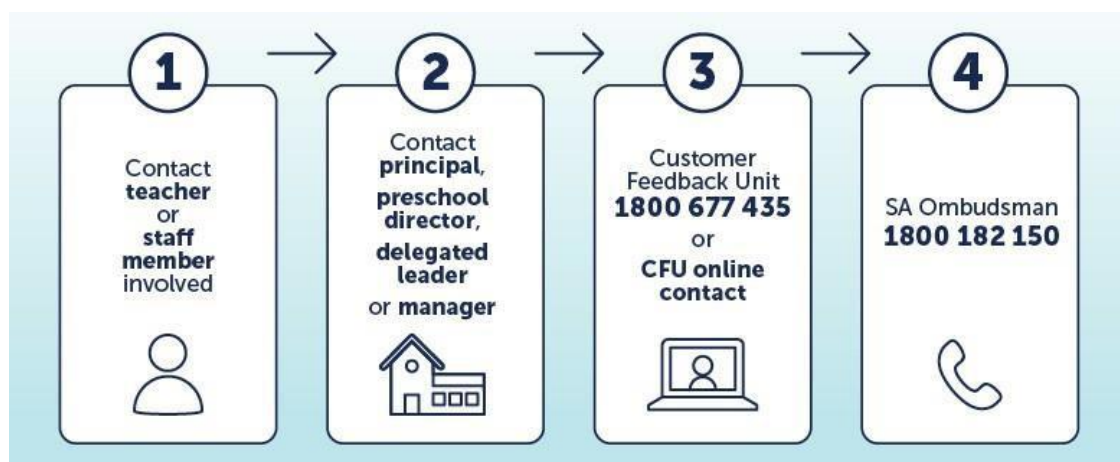 1
Contact
teacher
or
staff
member
involved
2
Contact
principal,
preschool
director,
delegated
leader
or manager
3
Customer
Feedback Unit
1800 677 435
or
CFU online
contact
4
SA Ombudsman
1800 182 150